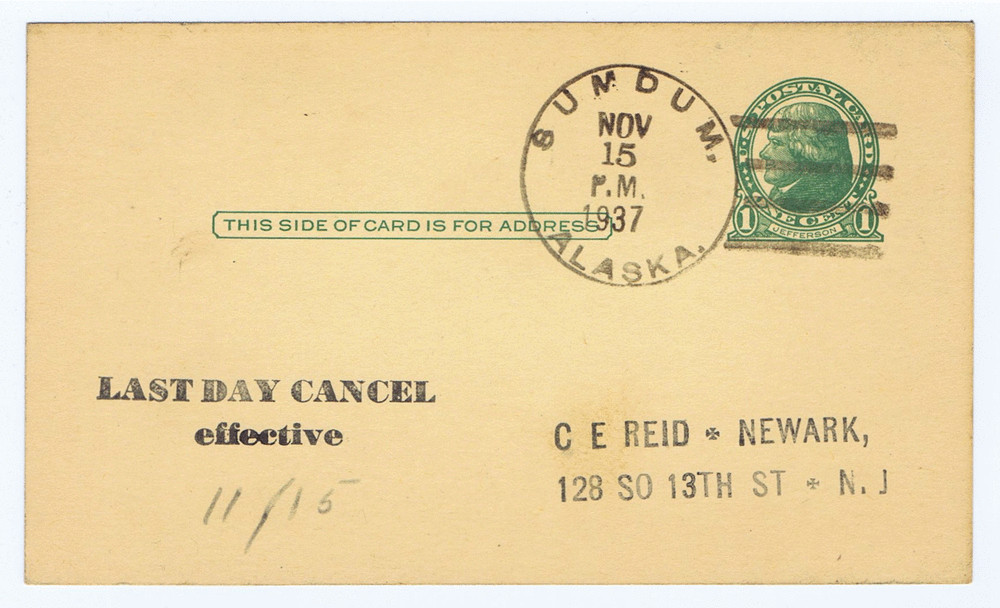 SUMDUM,
NOV
15
P.M.
1937
ALASKA.
U.S. POSTAL CARD
ONE CENT
1 JEFFERSON 1
THIS SIDE OF CARD IS FOR ADDRESS
LAST DAY CANCEL
effective
11/15
C E REID ✠ NEWARK,
128 SO 13TH ST ✠ N. J